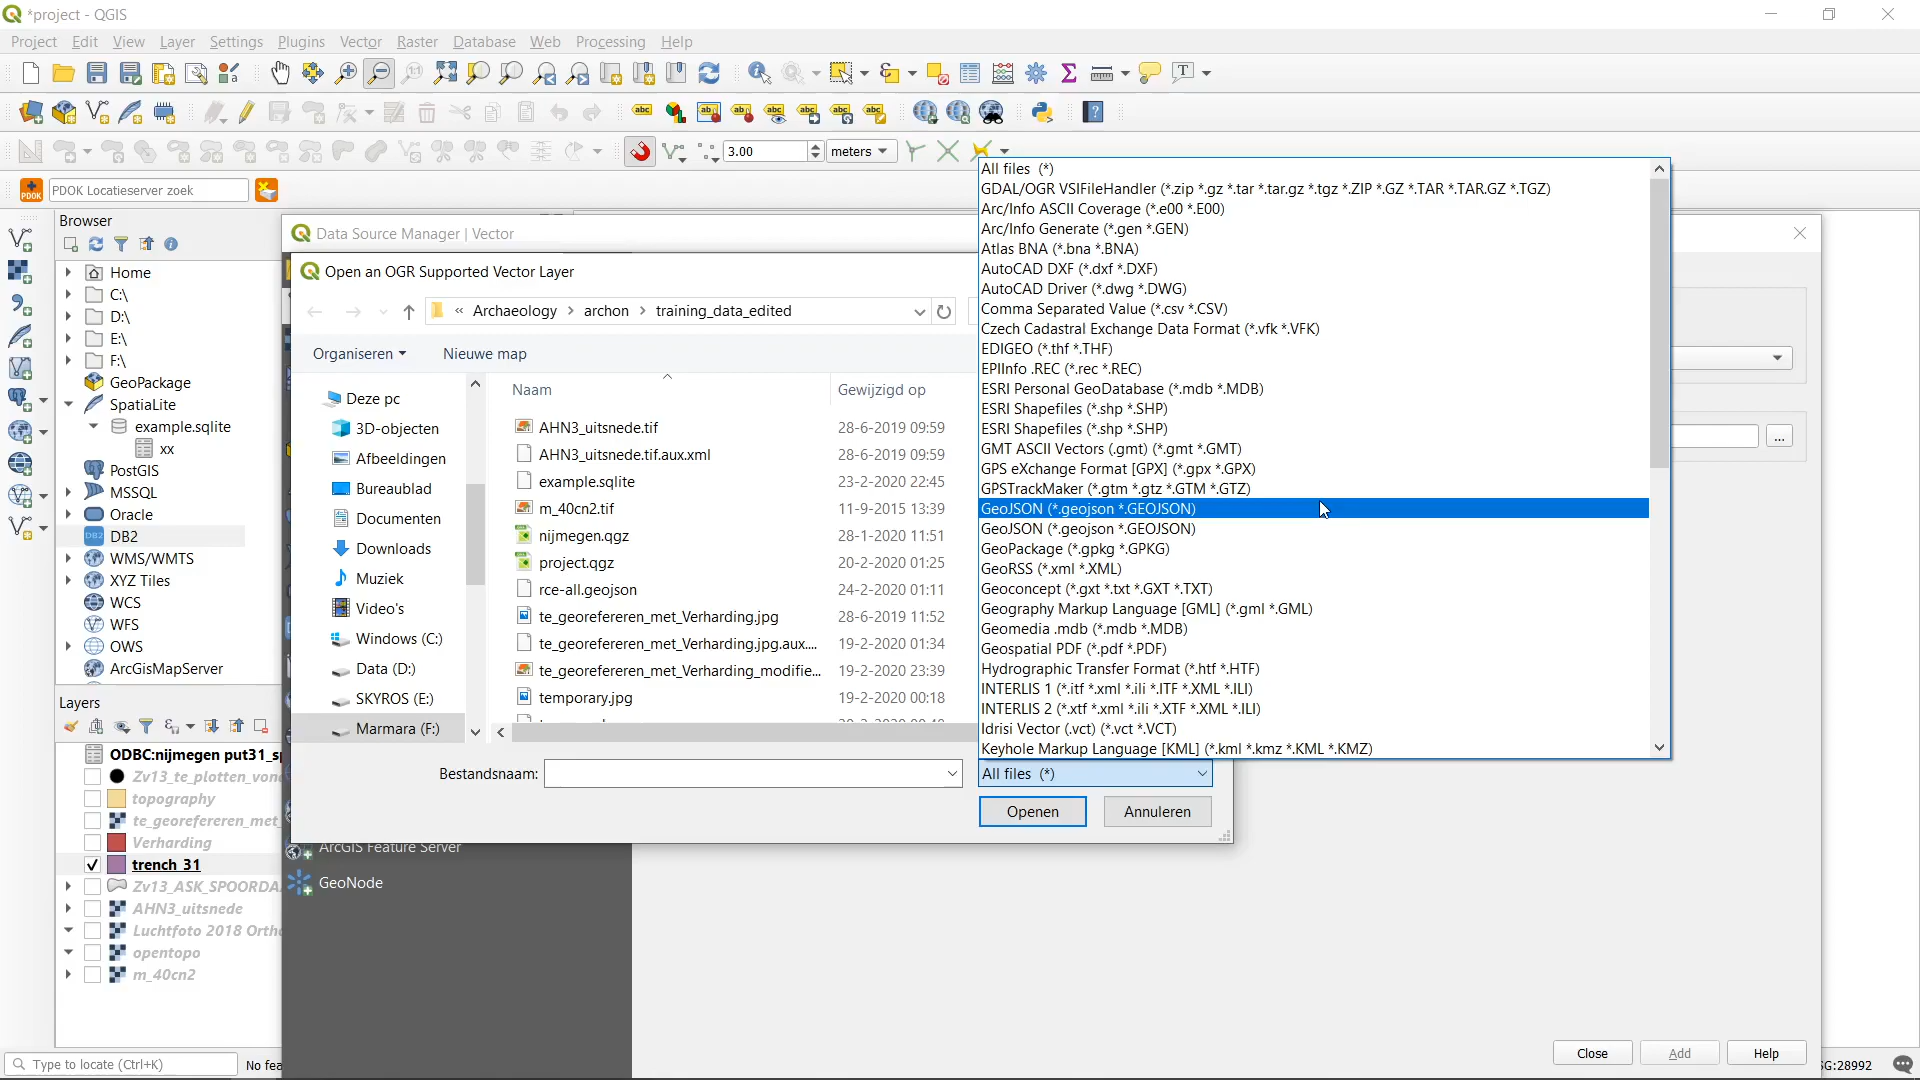 *project - QGIS
Project Edit View Layer Settings Plugins Vector Raster Database Web Processing Help
3.00 meters
PDOK PDOK Locatieserver zoek
Browser
Home
C:\
D:\
E:\
F:\
GeoPackage
SpatiaLite
example.sqlite
xx
PostGIS
MSSQL
Oracle
DB2
WMS/WMTS
XYZ Tiles
WCS
WFS
OWS
ArcGisMapServer
Layers
ODBC:nijmegen put31_s
Zv13_te_plotten_von
topography
te_georefereren_met_
Verharding
trench_31
Zv13_ASK_SPOORDA
AHN3_uitsnede
Luchtfoto 2018 Ortho
opentopo
m_40cn2
Type to locate (Ctrl+K) No fea
Data Source Manager | Vector
Open an OGR Supported Vector Layer
« Archaeology > archon > training_data_edited
Organiseren Nieuwe map
Deze pc
3D-objecten
Afbeeldingen
Bureaublad
Documenten
Downloads
Muziek
Video's
Windows (C:)
Data (D:)
SKYROS (E:)
Marmara (F:)
Naam Gewijzigd op
AHN3_uitsnede.tif 28-6-2019 09:59
AHN3_uitsnede.tif.aux.xml 28-6-2019 09:59
example.sqlite 23-2-2020 22:45
m_40cn2.tif 11-9-2015 13:39
nijmegen.qgz 28-1-2020 11:51
project.qgz 20-2-2020 01:25
rce-all.geojson 24-2-2020 01:11
te_georefereren_met_Verharding.jpg 28-6-2019 11:52
te_georefereren_met_Verharding.jpg.aux.... 19-2-2020 01:34
te_georefereren_met_Verharding_modifie... 19-2-2020 23:39
temporary.jpg 19-2-2020 00:18
Bestandsnaam:
All files (*)
Openen Annuleren
ArcGIS Feature Server
GeoNode
All files (*)
GDAL/OGR VSIFileHandler (*.zip *.gz *.tar *.tar.gz *.tgz *.ZIP *.GZ *.TAR *.TAR.GZ *.TGZ)
Arc/Info ASCII Coverage (*.e00 *.E00)
Arc/Info Generate (*.gen *.GEN)
Atlas BNA (*.bna *.BNA)
AutoCAD DXF (*.dxf *.DXF)
AutoCAD Driver (*.dwg *.DWG)
Comma Separated Value (*.csv *.CSV)
Czech Cadastral Exchange Data Format (*.vfk *.VFK)
EDIGEO (*.thf *.THF)
EPIInfo .REC (*.rec *.REC)
ESRI Personal GeoDatabase (*.mdb *.MDB)
ESRI Shapefiles (*.shp *.SHP)
ESRI Shapefiles (*.shp *.SHP)
GMT ASCII Vectors (.gmt) (*.gmt *.GMT)
GPS eXchange Format [GPX] (*.gpx *.GPX)
GPSTrackMaker (*.gtm *.gtz *.GTM *.GTZ)
GeoJSON (*.geojson *.GEOJSON)
GeoJSON (*.geojson *.GEOJSON)
GeoPackage (*.gpkg *.GPKG)
GeoRSS (*.xml *.XML)
Geoconcept (*.gxt *.txt *.GXT *.TXT)
Geography Markup Language [GML] (*.gml *.GML)
Geomedia .mdb (*.mdb *.MDB)
Geospatial PDF (*.pdf *.PDF)
Hydrographic Transfer Format (*.htf *.HTF)
INTERLIS 1 (*.itf *.xml *.ili *.ITF *.XML *.ILI)
INTERLIS 2 (*.xtf *.xml *.ili *.XTF *.XML *.ILI)
Idrisi Vector (.vct) (*.vct *.VCT)
Keyhole Markup Language [KML] (*.kml *.kmz *.KML *.KMZ)
...
Close Add Help
SG:28992